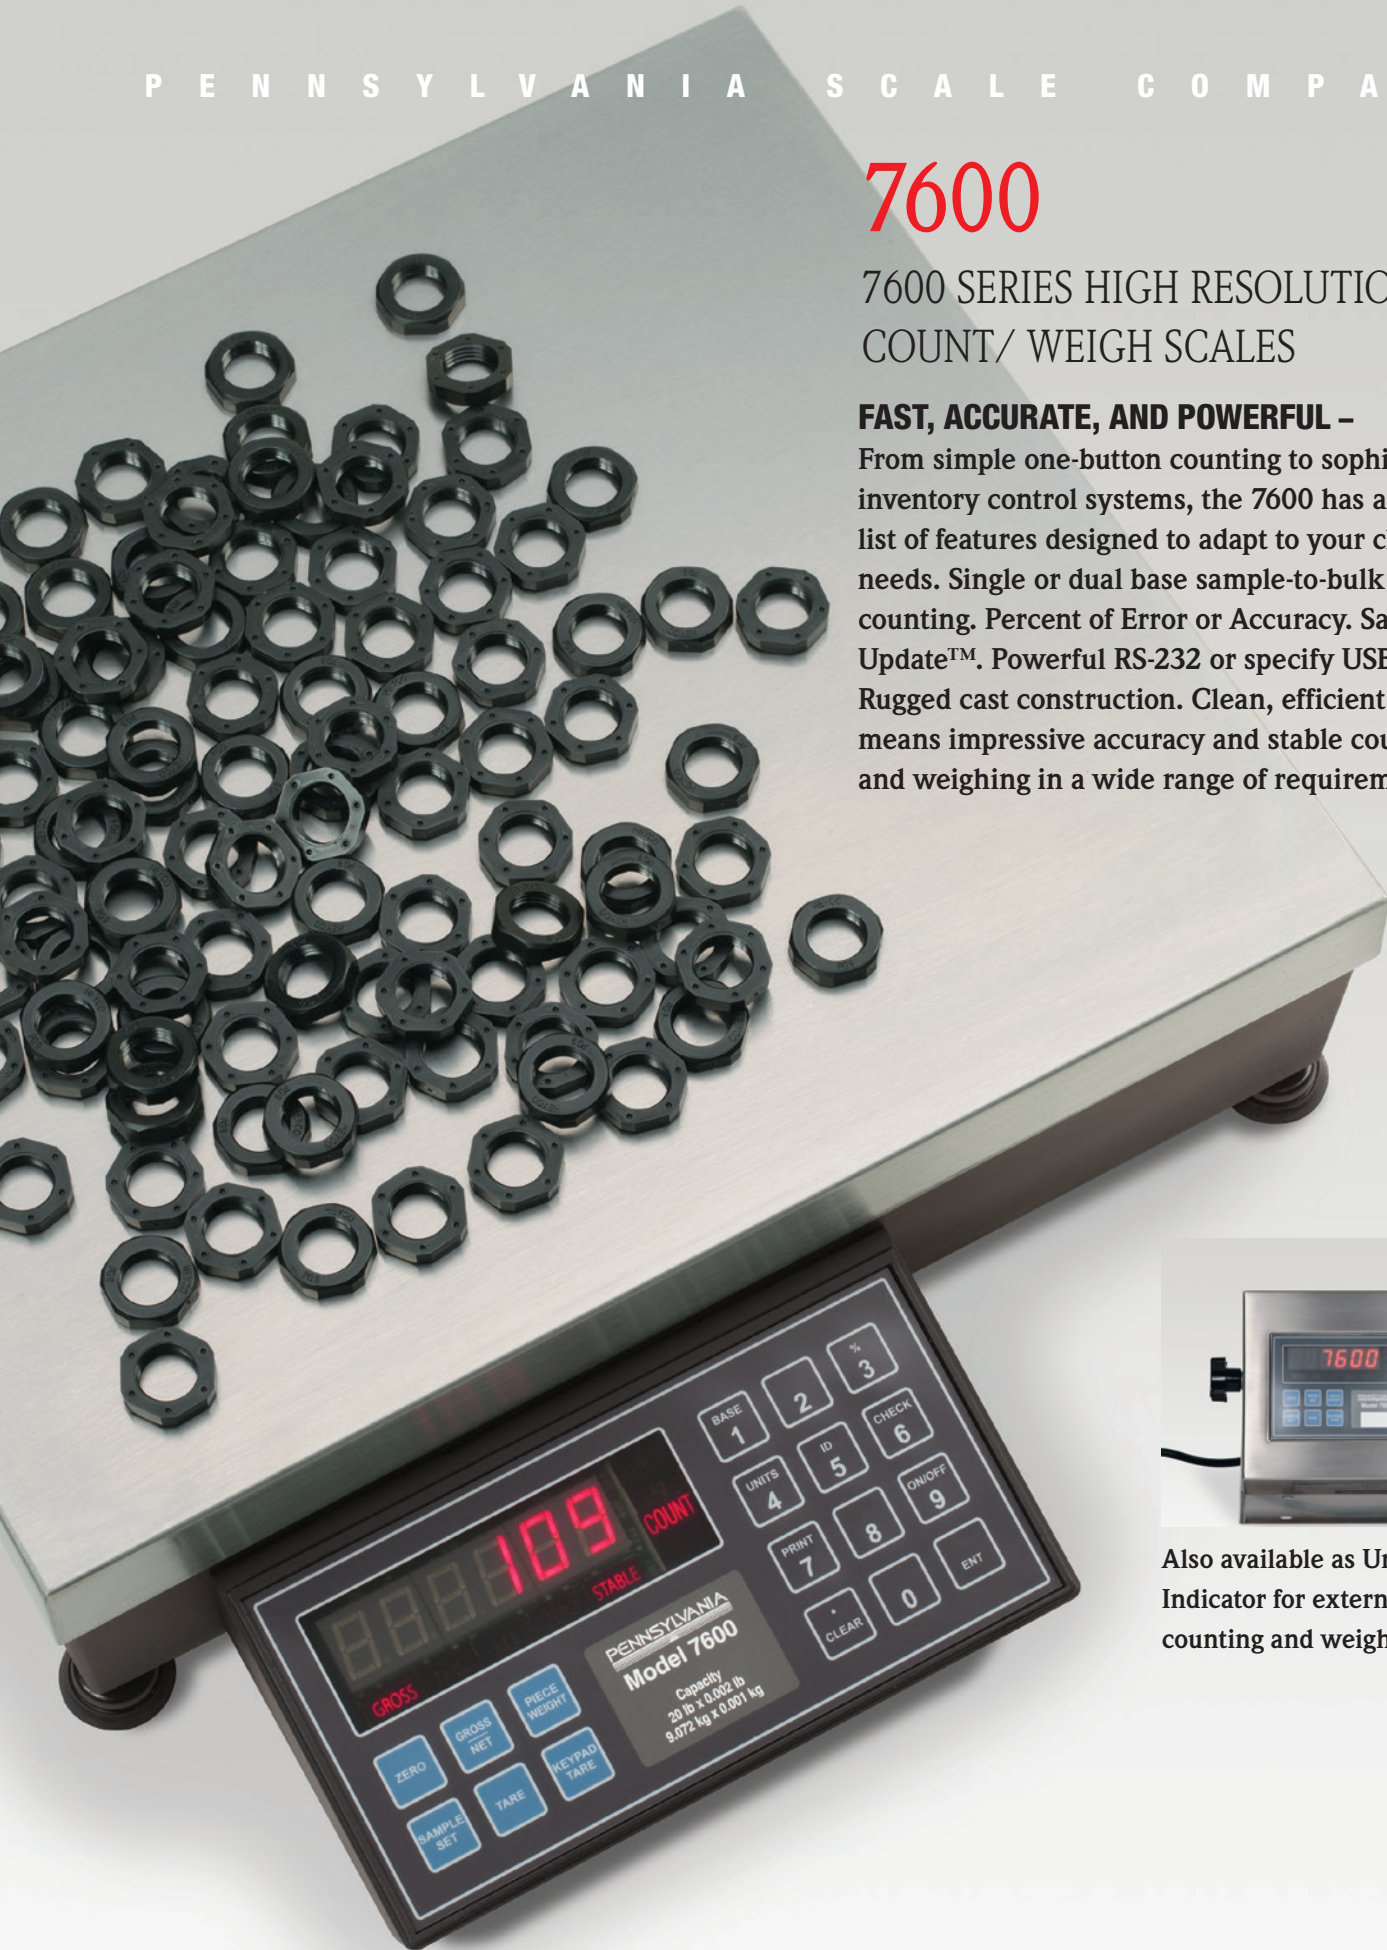 PENNSYLVANIA SCALE COMPA
7600
7600 SERIES HIGH RESOLUTIO
COUNT/ WEIGH SCALES
FAST, ACCURATE, AND POWERFUL –
From simple one-button counting to sophi
inventory control systems, the 7600 has a
list of features designed to adapt to your c
needs. Single or dual base sample-to-bulk
counting. Percent of Error or Accuracy. Sa
Update™. Powerful RS-232 or specify USB
Rugged cast construction. Clean, efficient
means impressive accuracy and stable cou
and weighing in a wide range of requirem
7600
Also available as Un
Indicator for extern
counting and weigh
109
COUNT
STABLE
GROSS
BASE
1
2
%
3
UNITS
4
ID
5
CHECK
6
PRINT
7
8
ON/OFF
9
.
CLEAR
0
ENT
PENNSYLVANIA
Model 7600
Capacity
20 lb x 0.002 lb
9.072 kg x 0.001 kg
ZERO
GROSS
NET
PIECE
WEIGHT
SAMPLE
SET
TARE
KEYPAD
TARE